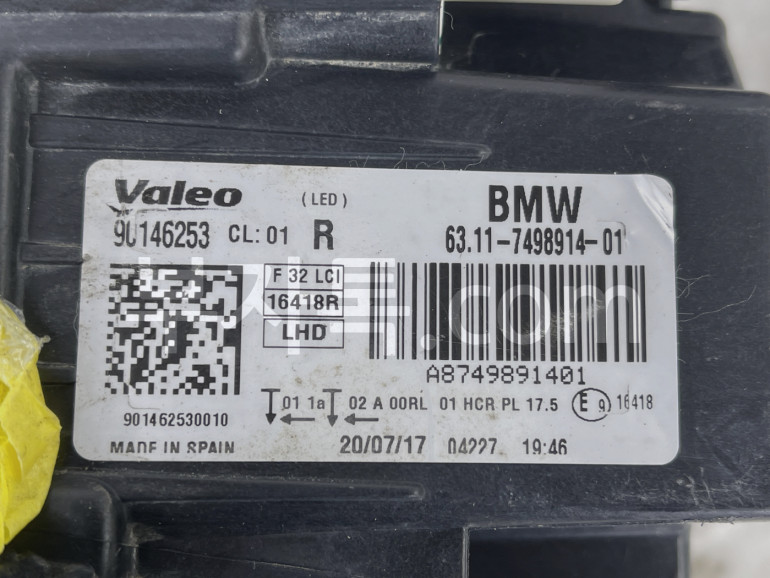 Valeo (LED) BMW
90146253 CL: 01 R 63.11-7498914-01
F 32 LCI
16418R
LHD
A8749891401
01 1a 02 A 00RL 01 HCR PL 17.5 E 9 16418
901462530010
MADE IN SPAIN 20/07/17 04227 19:46
.com